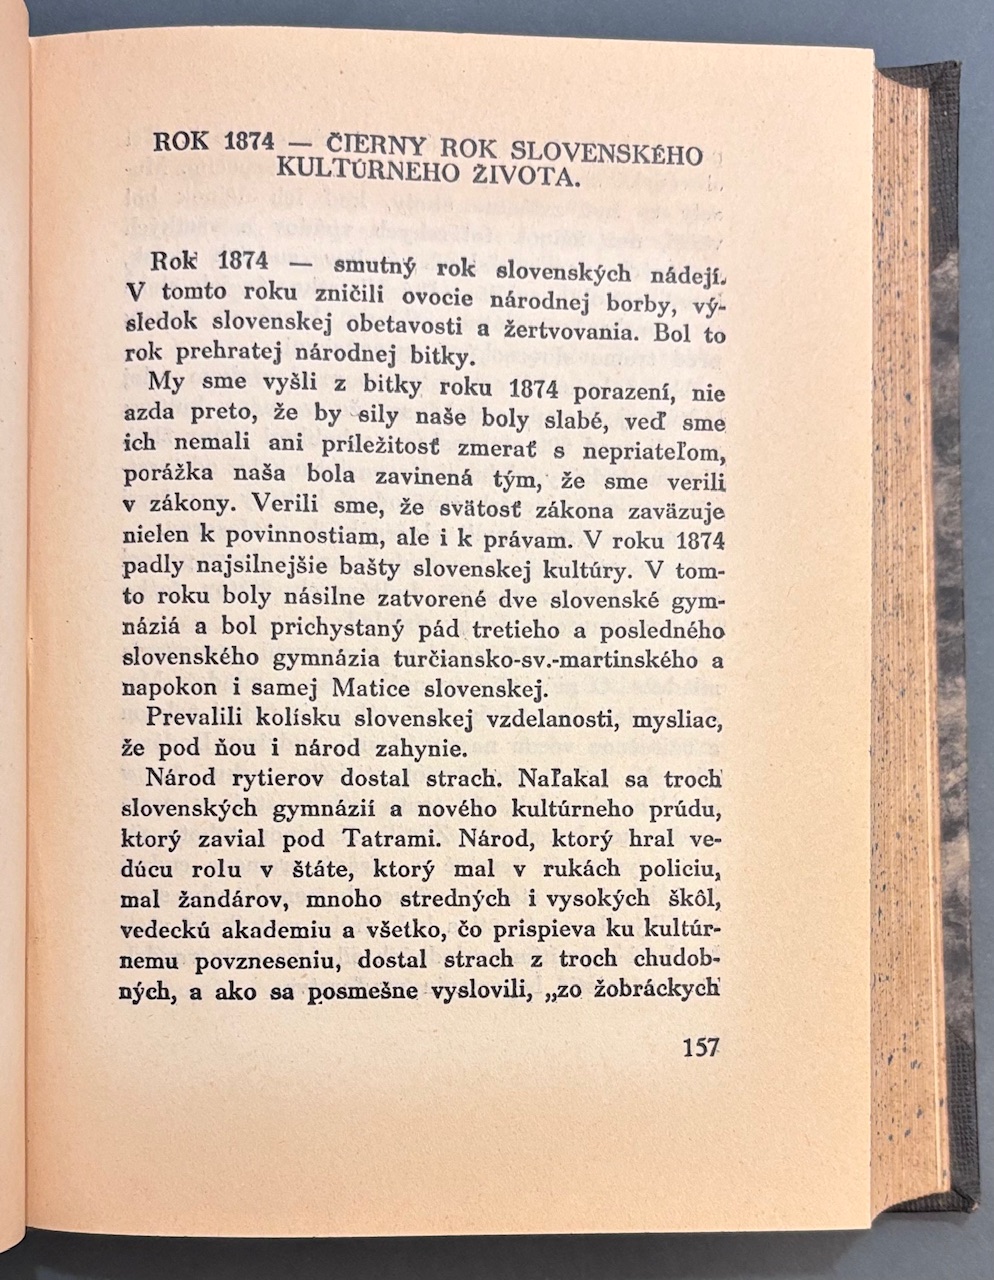 ROK 1874 — ČIERNY ROK SLOVENSKÉHO
KULTÚRNEHO ŽIVOTA.
Rok 1874 — smutný rok slovenských nádejí.
V tomto roku zničili ovocie národnej borby, vý-
sledok slovenskej obetavosti a žertvovania. Bol to
rok prehratej národnej bitky.
My sme vyšli z bitky roku 1874 porazení, nie
azda preto, že by sily naše boly slabé, veď sme
ich nemali ani príležitosť zmerať s nepriateľom,
porážka naša bola zavinená tým, že sme verili
v zákony. Verili sme, že svätosť zákona zaväzuje
nielen k povinnostiam, ale i k právam. V roku 1874
padly najsilnejšie bašty slovenskej kultúry. V tom-
to roku boly násilne zatvorené dve slovenské gym-
náziá a bol prichystaný pád tretieho a posledného
slovenského gymnázia turčiansko-sv.-martinského a
napokon i samej Matice slovenskej.
Prevalili kolísku slovenskej vzdelanosti, mysliac,
že pod ňou i národ zahynie.
Národ rytierov dostal strach. Naľakal sa troch
slovenských gymnázií a nového kultúrneho prúdu,
ktorý zavial pod Tatrami. Národ, ktorý hral ve-
dúcu rolu v štáte, ktorý mal v rukách policiu,
mal žandárov, mnoho stredných i vysokých škôl,
vedeckú akademiu a všetko, čo prispieva ku kultúr-
nemu povzneseniu, dostal strach z troch chudob-
ných, a ako sa posmešne vyslovili, „zo žobráckych
157